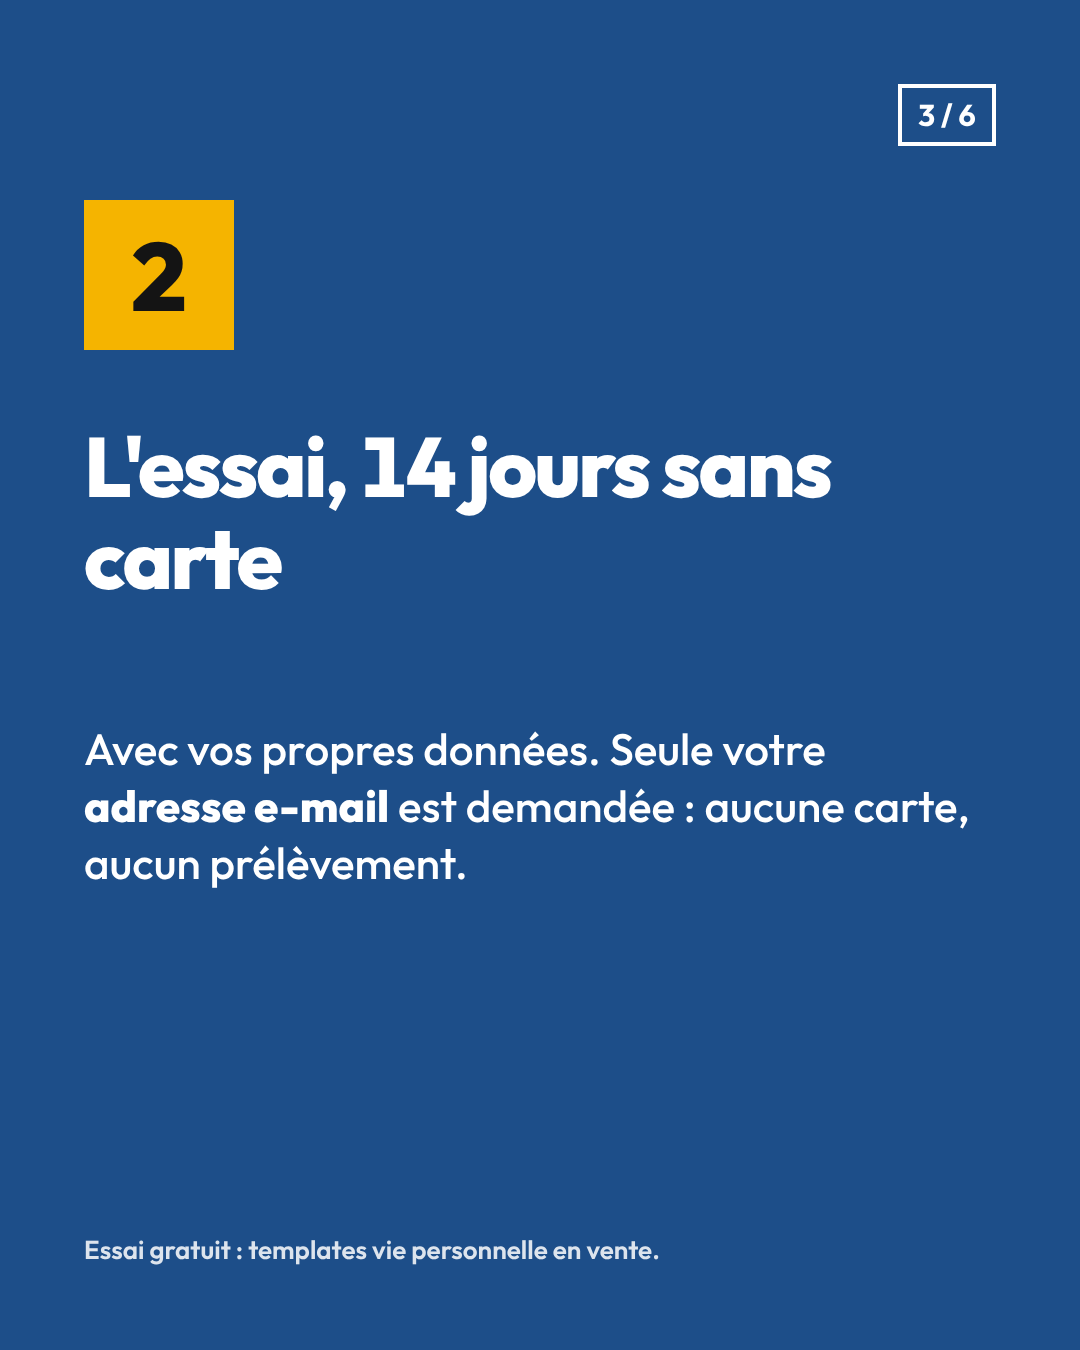 3 / 6
2
L'essai, 14 jours sans
carte
Avec vos propres données. Seule votre
adresse e-mail est demandée : aucune carte,
aucun prélèvement.
Essai gratuit : templates vie personnelle en vente.